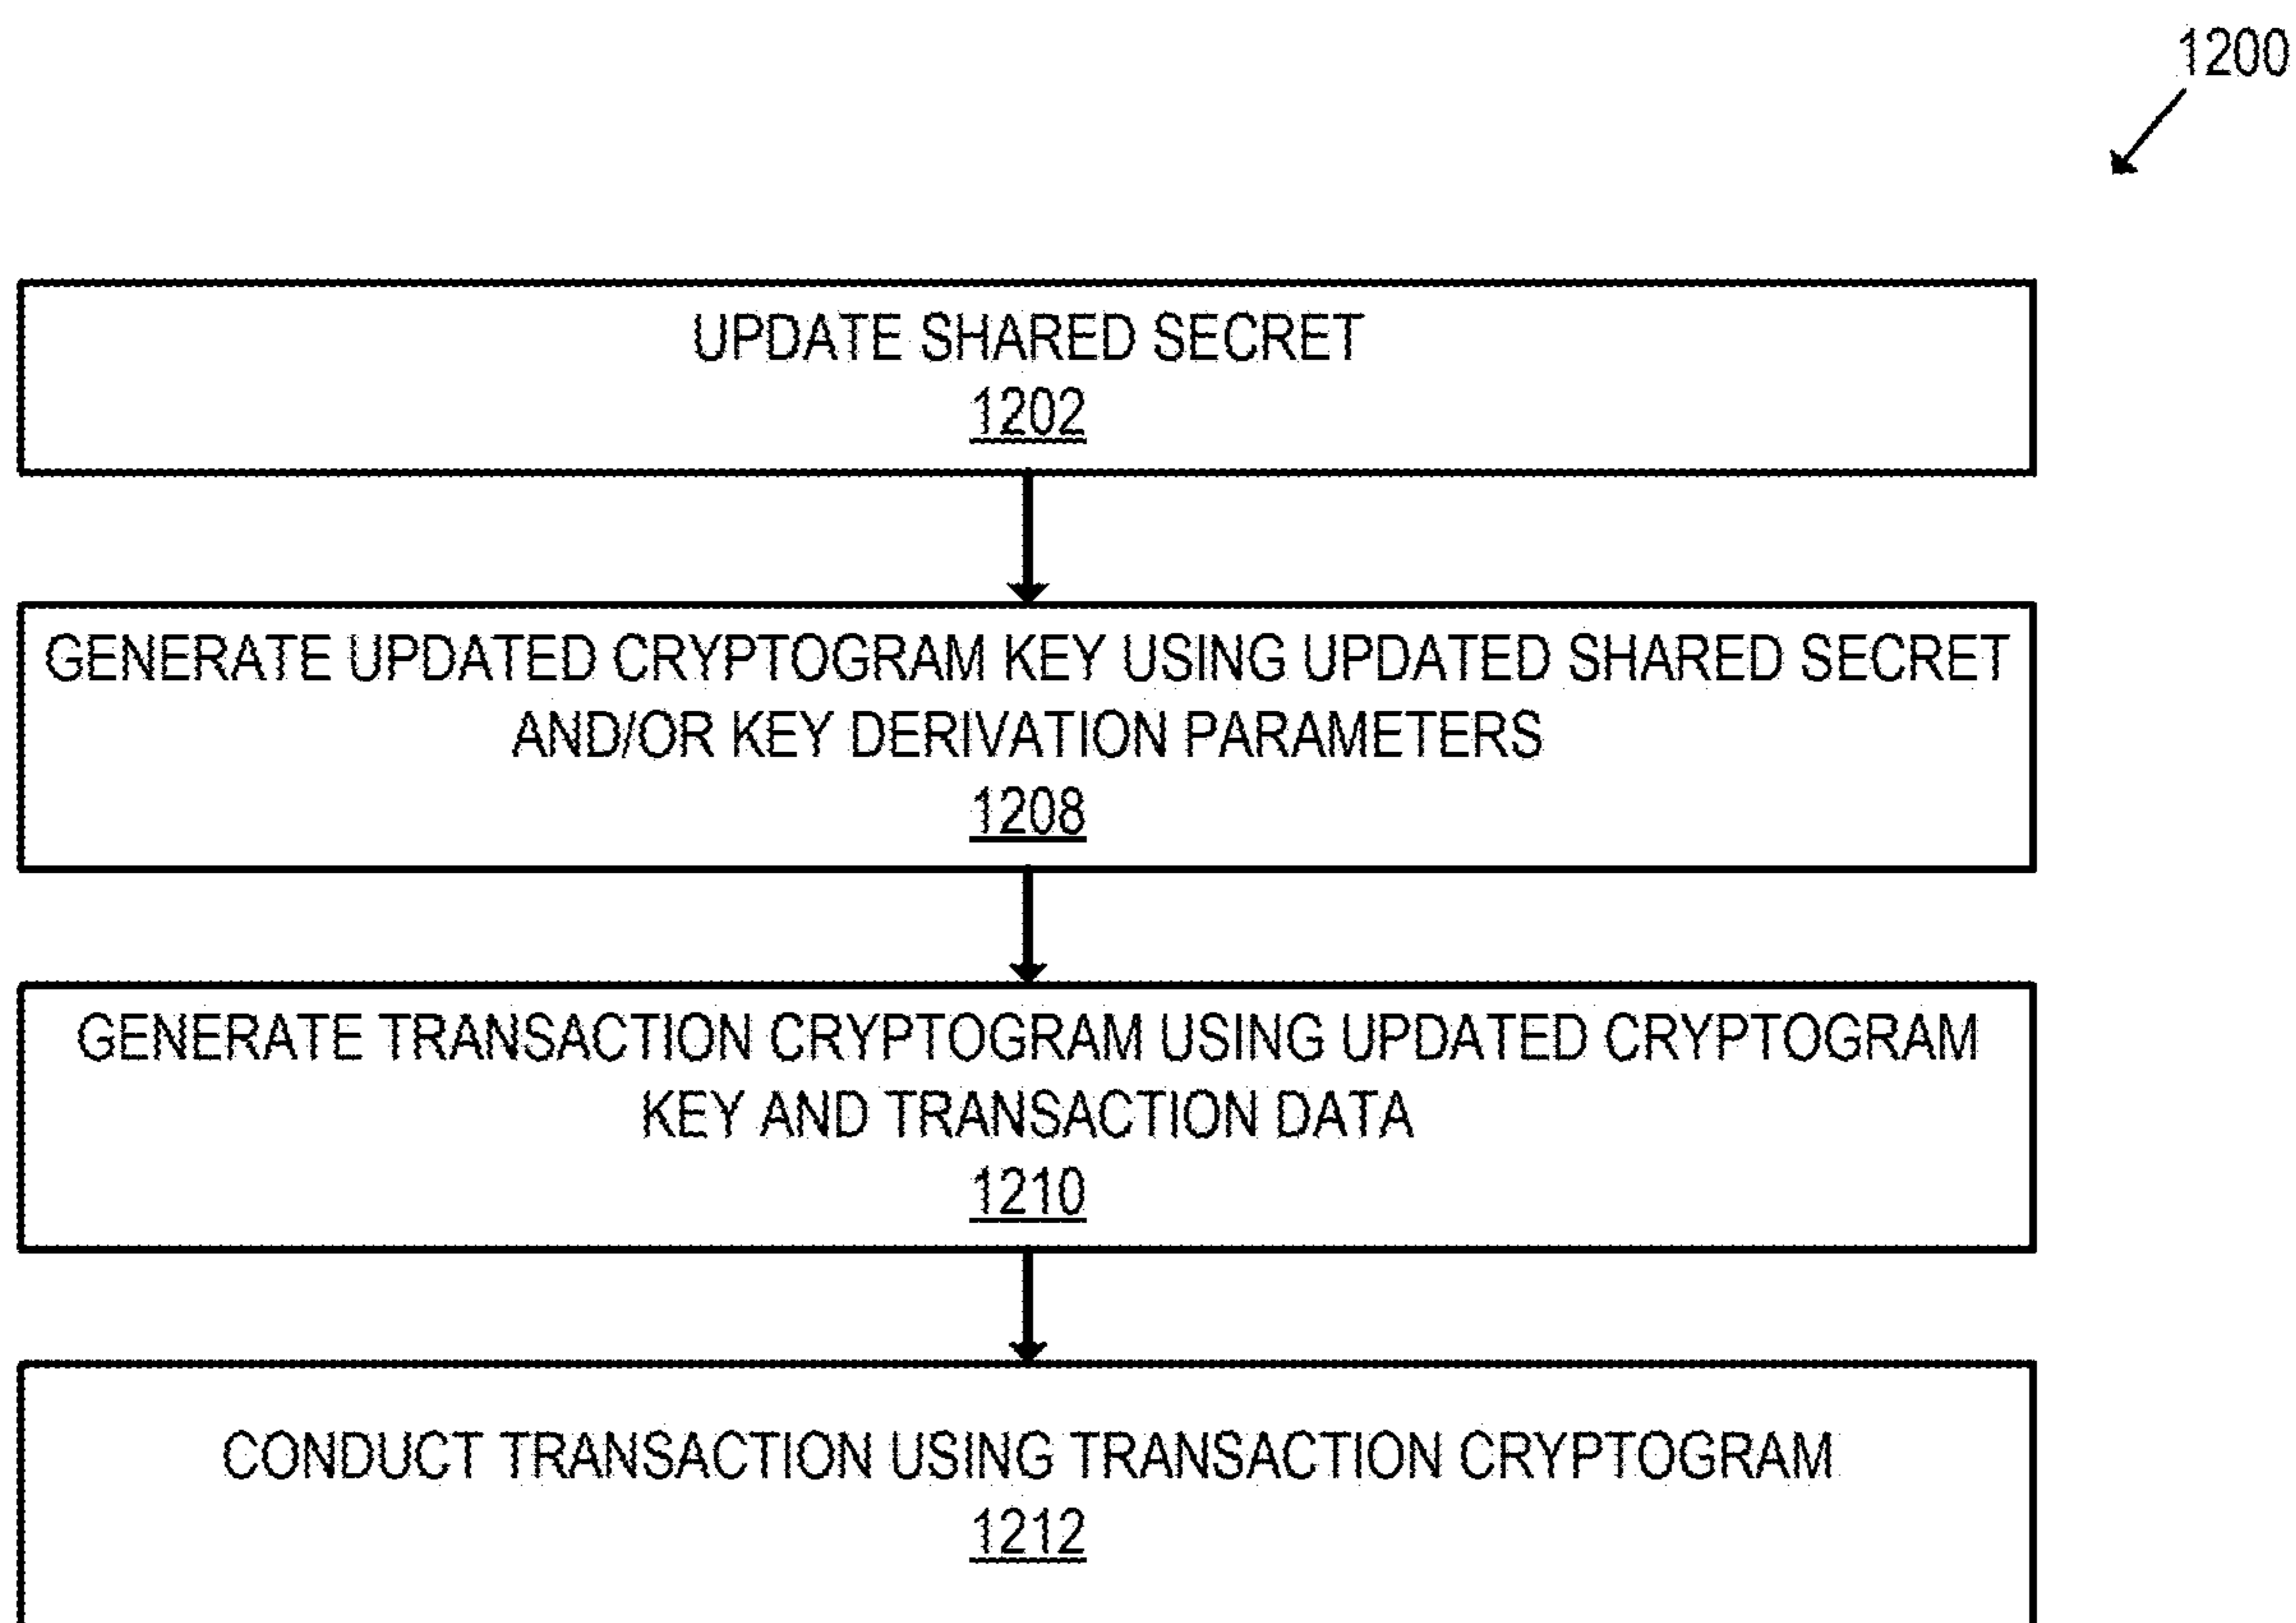 1200
UPDATE SHARED SECRET
1202
GENERATE UPDATED CRYPTOGRAM KEY USING UPDATED SHARED SECRET
AND/OR KEY DERIVATION PARAMETERS
1208
GENERATE TRANSACTION CRYPTOGRAM USING UPDATED CRYPTOGRAM
KEY AND TRANSACTION DATA
1210
CONDUCT TRANSACTION USING TRANSACTION CRYPTOGRAM
1212